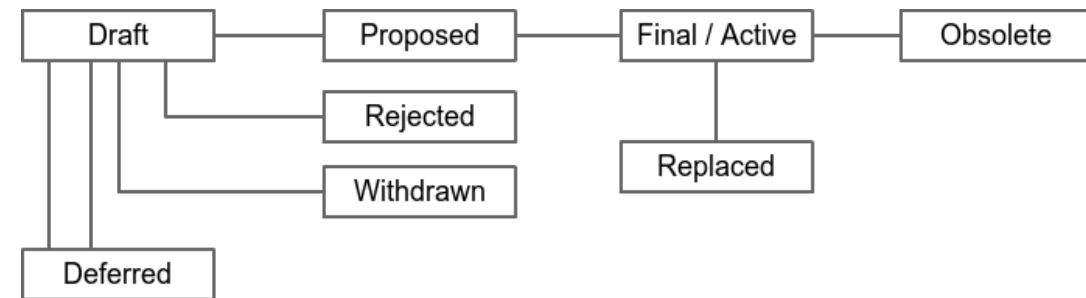 Draft
Proposed
Final / Active
Obsolete
Rejected
Replaced
Withdrawn
Deferred